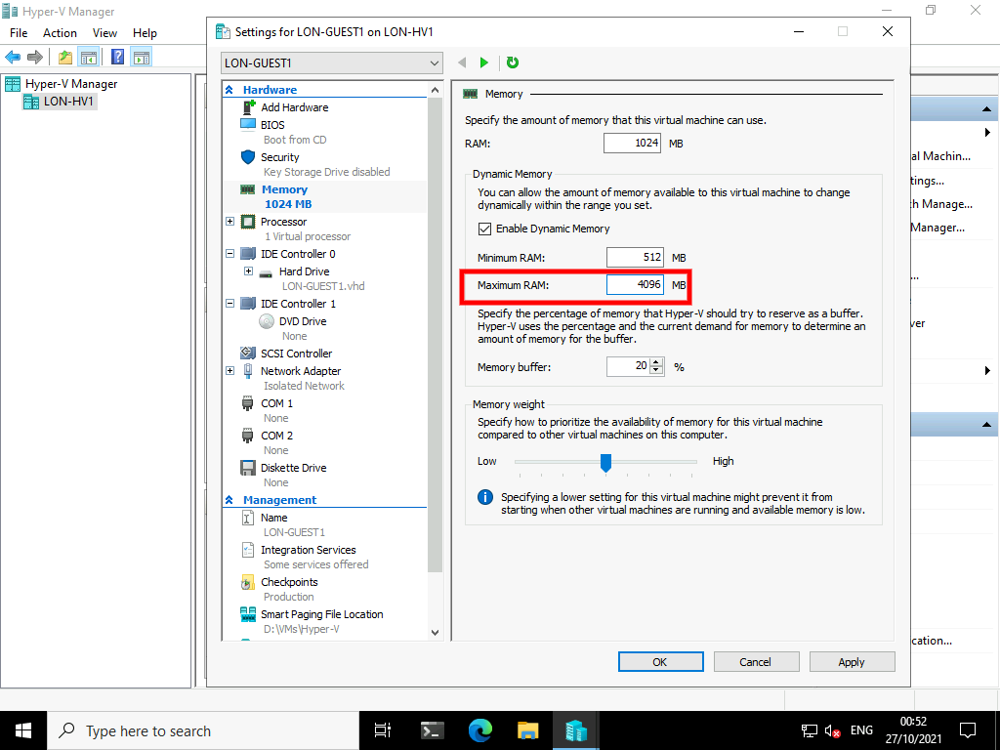 Hyper-V Manager
File Action View Help
Hyper-V Manager
LON-HV1
Settings for LON-GUEST1 on LON-HV1
LON-GUEST1
Hardware
Add Hardware
BIOS
Boot from CD
Security
Key Storage Drive disabled
Memory
1024 MB
Processor
1 Virtual processor
IDE Controller 0
Hard Drive
LON-GUEST1.vhd
IDE Controller 1
DVD Drive
None
SCSI Controller
Network Adapter
Isolated Network
COM 1
None
COM 2
None
Diskette Drive
None
Management
Name
LON-GUEST1
Integration Services
Some services offered
Checkpoints
Production
Smart Paging File Location
D:\VMs\Hyper-V
Memory
Specify the amount of memory that this virtual machine can use.
RAM: 1024 MB
Dynamic Memory
You can allow the amount of memory available to this virtual machine to change
dynamically within the range you set.
Enable Dynamic Memory
Minimum RAM: 512 MB
Maximum RAM: 4096 MB
Specify the percentage of memory that Hyper-V should try to reserve as a buffer.
Hyper-V uses the percentage and the current demand for memory to determine an
amount of memory for the buffer.
Memory buffer: 20 %
Memory weight
Specify how to prioritize the availability of memory for this virtual machine
compared to other virtual machines on this computer.
Low High
Specifying a lower setting for this virtual machine might prevent it from
starting when other virtual machines are running and available memory is low.
OK Cancel Apply
al Machin...
tings...
h Manage...
Manager...
...
ver
cation...
Type here to search
ENG
00:52
27/10/2021